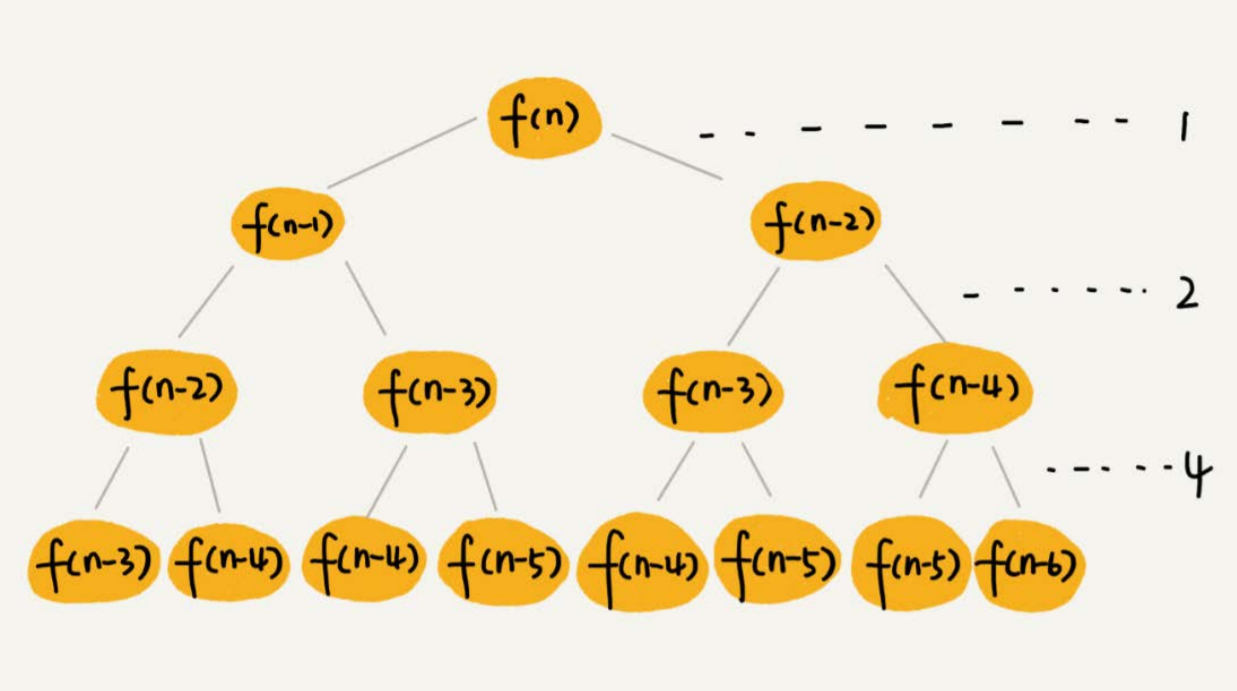 f(n) 1
f(n-1) f(n-2)
2
f(n-2) f(n-3) f(n-3) f(n-4)
4
f(n-3) f(n-4) f(n-4) f(n-5) f(n-4) f(n-5) f(n-5) f(n-6)